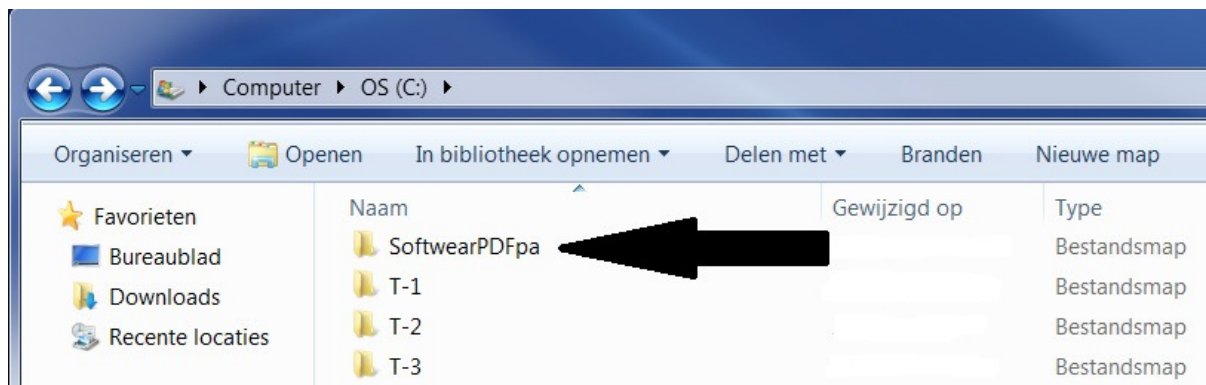 Computer OS (C:)
Organiseren Openen In bibliotheek opnemen Delen met Branden Nieuwe map
Favorieten
Bureaublad
Downloads
Recente locaties
Naam Gewijzigd op Type
SoftwearPDFpa Bestandsmap
T-1 Bestandsmap
T-2 Bestandsmap
T-3 Bestandsmap